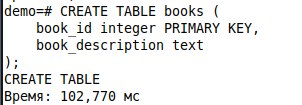 demo=# CREATE TABLE books (
    book_id integer PRIMARY KEY,
    book_description text
);
CREATE TABLE
Время: 102,770 мс